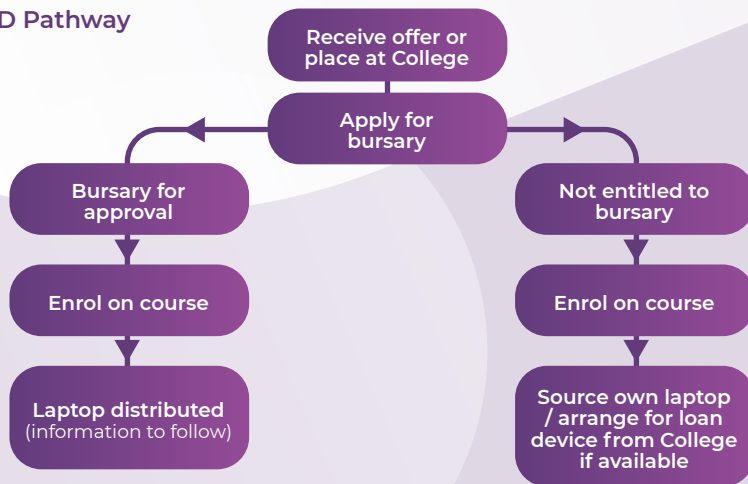 D Pathway
Receive offer or
place at College
Apply for
bursary
Bursary for
approval
Enrol on course
Laptop distributed
(information to follow)
Not entitled to
bursary
Enrol on course
Source own laptop
/ arrange for loan
device from College
if available